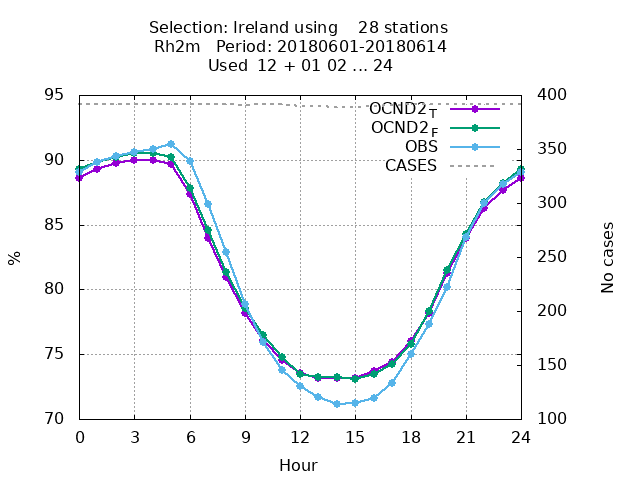 Selection: Ireland using    28 stations
Rh2m   Period: 20180601-20180614
Used  12 + 01 02 ... 24
95
90
85
80
75
70
400
350
300
250
200
150
100
OCND2T
OCND2F
OBS
CASES
%
No cases
0 3 6 9 12 15 18 21 24
Hour